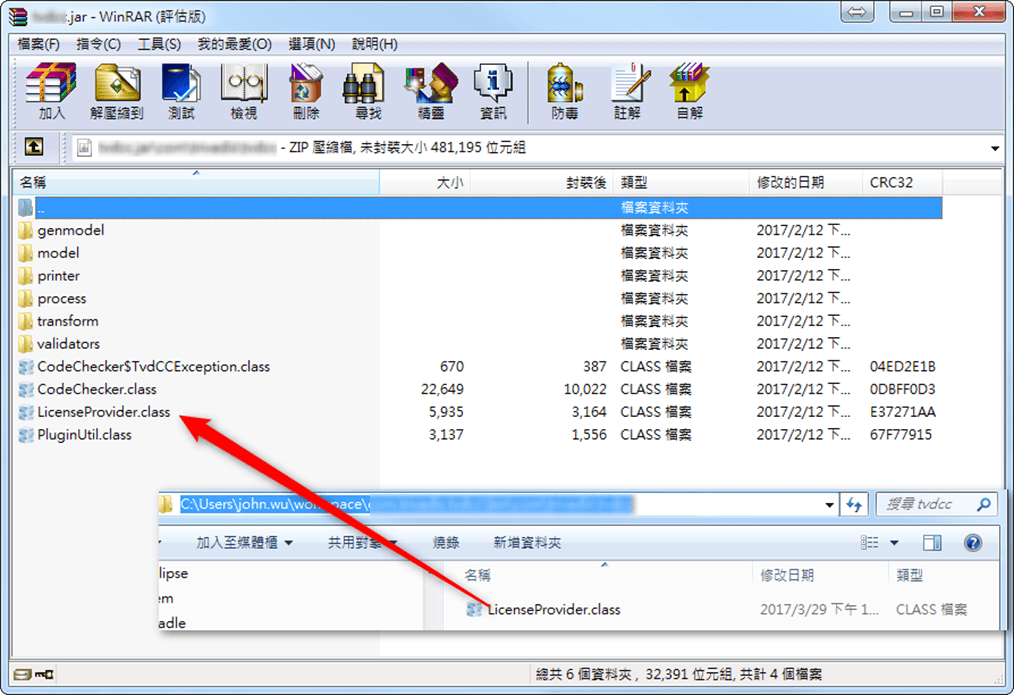 .jar - WinRAR (評估版)
檔案(F) 指令(C) 工具(S) 我的最愛(O) 選項(N) 說明(H)
加入 解壓縮到 測試 檢視 刪除 尋找 精靈 資訊 防毒 註解 自解
- ZIP 壓縮檔, 未封裝大小 481,195 位元組
名稱 大小 封裝後 類型 修改的日期 CRC32
.. 檔案資料夾
genmodel 檔案資料夾 2017/2/12 下...
model 檔案資料夾 2017/2/12 下...
printer 檔案資料夾 2017/2/12 下...
process 檔案資料夾 2017/2/12 下...
transform 檔案資料夾 2017/2/12 下...
validators 檔案資料夾 2017/2/12 下...
CodeChecker$TvdCCException.class 670 387 CLASS 檔案 2017/2/12 下... 04ED2E1B
CodeChecker.class 22,649 10,022 CLASS 檔案 2017/2/12 下... 0DBFF0D3
LicenseProvider.class 5,935 3,164 CLASS 檔案 2017/2/12 下... E37271AA
PluginUtil.class 3,137 1,556 CLASS 檔案 2017/2/12 下... 67F77915
C:\Users\john.wu\workspace\ 搜尋 tvdcc
加入至媒體櫃 共用對象 燒錄 新增資料夾
名稱 修改日期 類型
lipse
em
adle
LicenseProvider.class 2017/3/29 下午 1... CLASS 檔案
總共 6 個資料夾, 32,391 位元組, 共計 4 個檔案